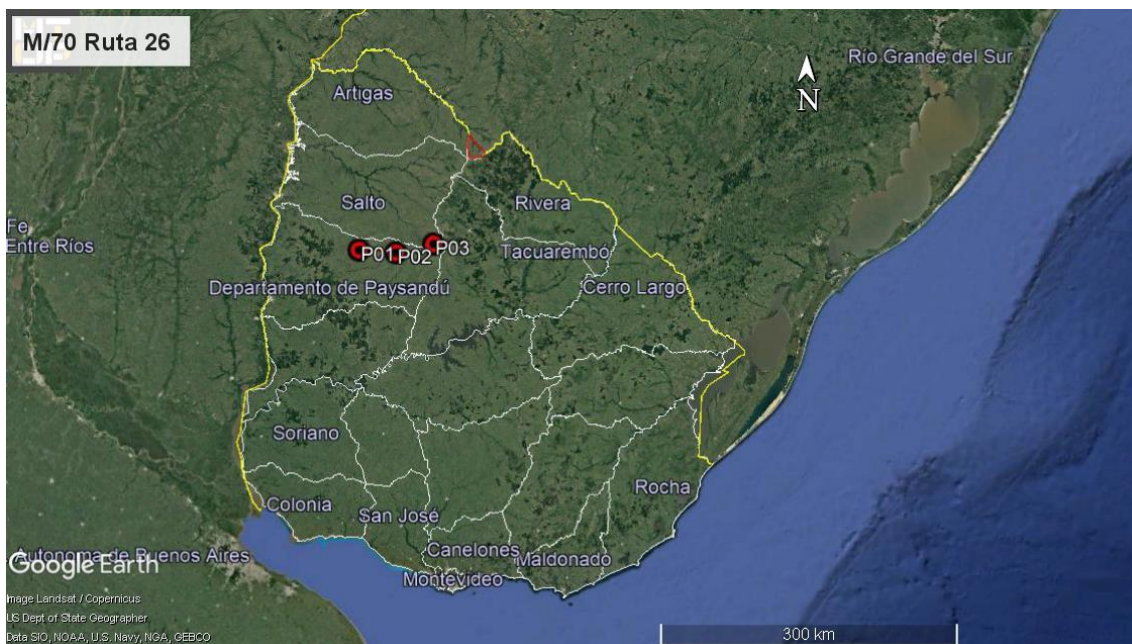 M/70 Ruta 26
Río Grande del Sur
N
Artigas
Salto
Rivera
Fe
Entre Ríos
P01
P02
P03
Tacuarembó
Departamento de Paysandú
Cerro Largo
Soriano
Rocha
Colonia
San José
Canelones
Maldonado
Autonoma de Buenos Aires
Montevideo
Google Earth
Image Landsat / Copernicus
US Dept of State Geographer
Data SIO, NOAA, U.S. Navy, NGA, GEBCO
300 km